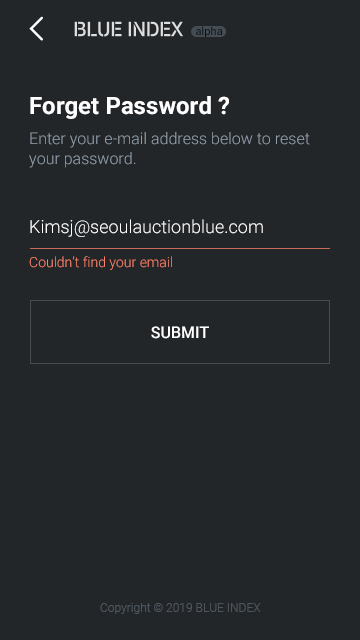 BLUE INDEX alpha
Forget Password ?
Enter your e-mail address below to reset
your password.
Kimsj@seoulauctionblue.com
Couldn't find your email
SUBMIT
Copyright © 2019 BLUE INDEX